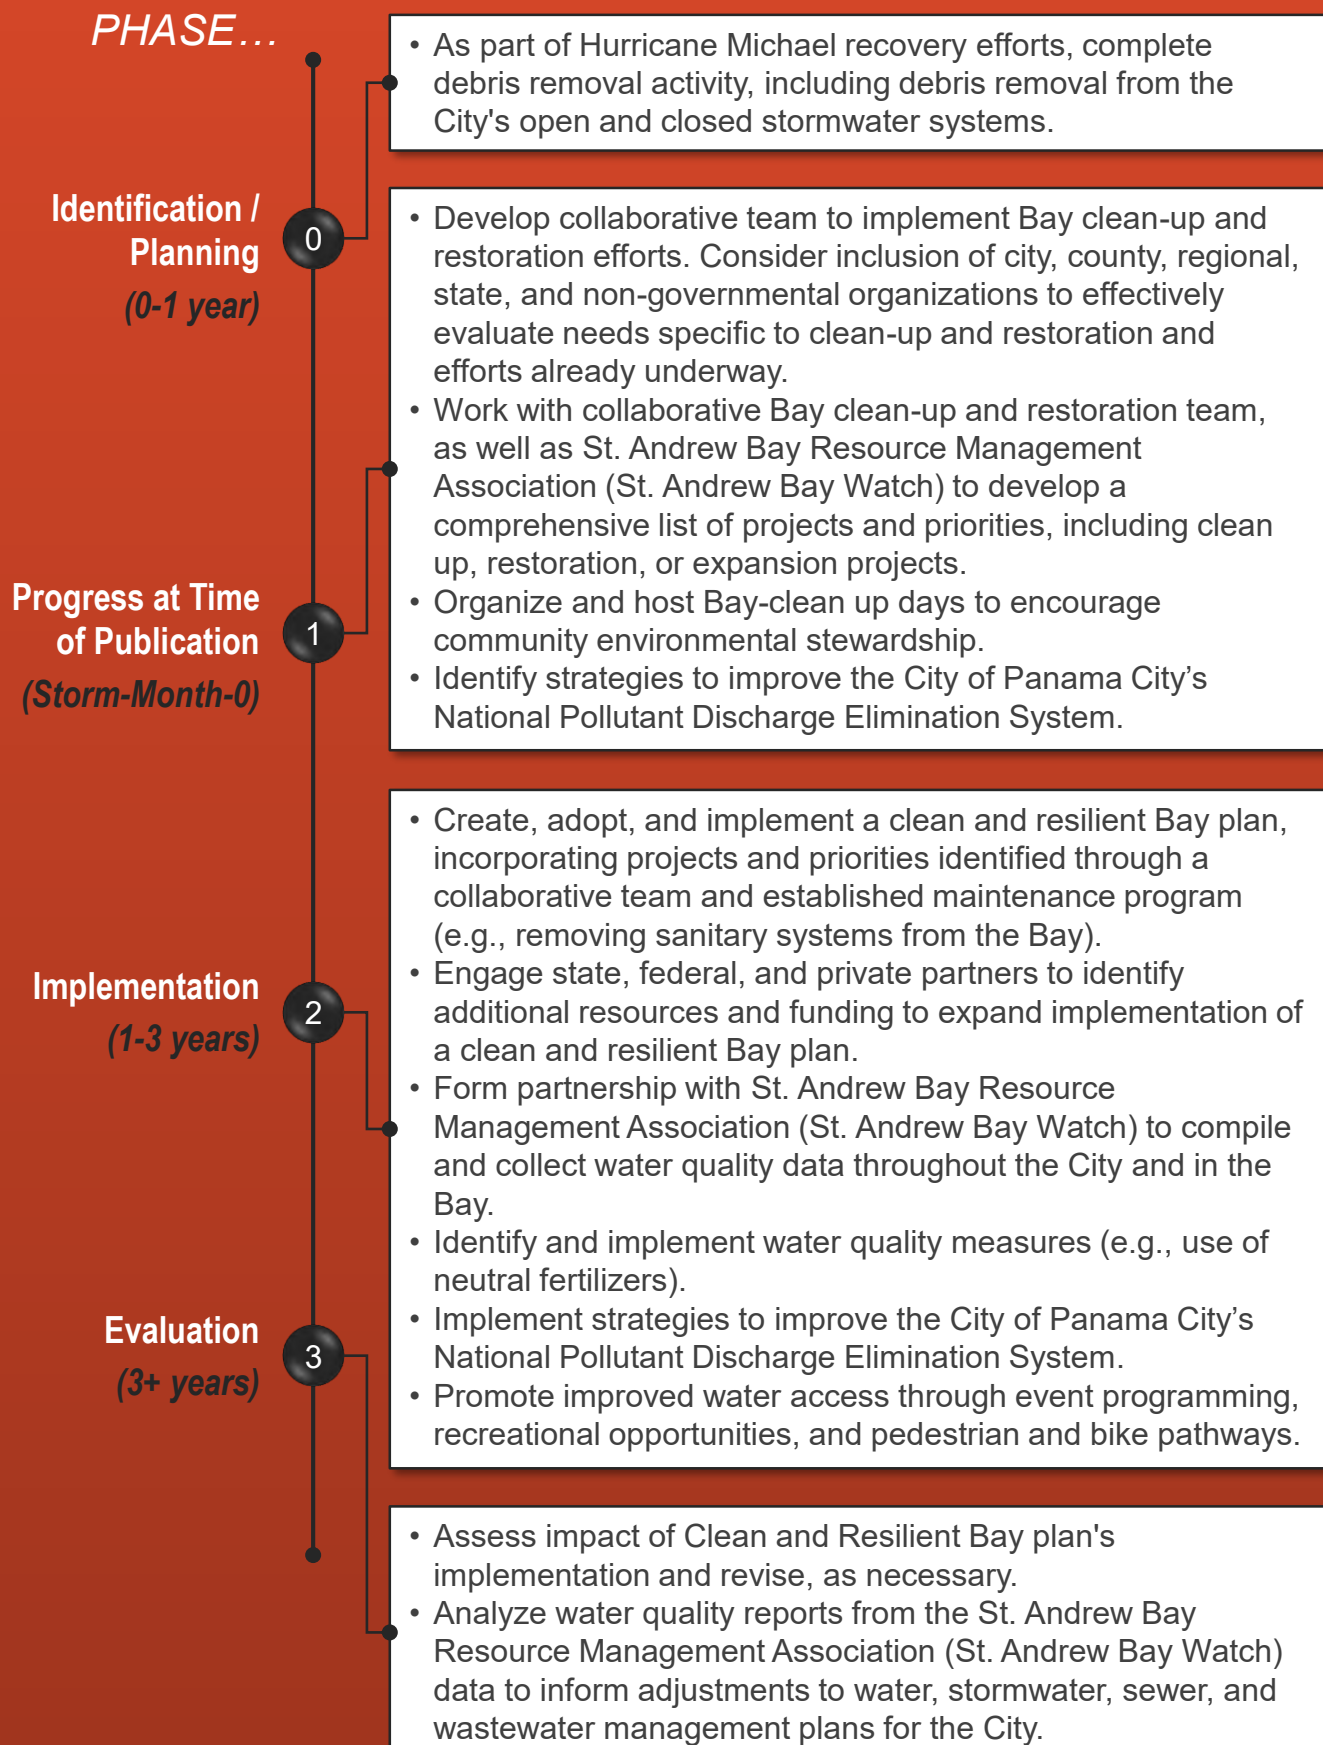 PHASE…
Identification /
Planning
(0-1 year)
0
• As part of Hurricane Michael recovery efforts, complete
debris removal activity, including debris removal from the
City's open and closed stormwater systems.
Progress at Time
of Publication
(Storm-Month-0)
1
• Develop collaborative team to implement Bay clean-up and
restoration efforts. Consider inclusion of city, county, regional,
state, and non-governmental organizations to effectively
evaluate needs specific to clean-up and restoration and
efforts already underway.
• Work with collaborative Bay clean-up and restoration team,
as well as St. Andrew Bay Resource Management
Association (St. Andrew Bay Watch) to develop a
comprehensive list of projects and priorities, including clean
up, restoration, or expansion projects.
• Organize and host Bay-clean up days to encourage
community environmental stewardship.
• Identify strategies to improve the City of Panama City’s
National Pollutant Discharge Elimination System.
Implementation
(1-3 years)
2
• Create, adopt, and implement a clean and resilient Bay plan,
incorporating projects and priorities identified through a
collaborative team and established maintenance program
(e.g., removing sanitary systems from the Bay).
• Engage state, federal, and private partners to identify
additional resources and funding to expand implementation of
a clean and resilient Bay plan.
• Form partnership with St. Andrew Bay Resource
Management Association (St. Andrew Bay Watch) to compile
and collect water quality data throughout the City and in the
Bay.
• Identify and implement water quality measures (e.g., use of
neutral fertilizers).
• Implement strategies to improve the City of Panama City’s
National Pollutant Discharge Elimination System.
• Promote improved water access through event programming,
recreational opportunities, and pedestrian and bike pathways.
Evaluation
(3+ years)
3
• Assess impact of Clean and Resilient Bay plan's
implementation and revise, as necessary.
• Analyze water quality reports from the St. Andrew Bay
Resource Management Association (St. Andrew Bay Watch)
data to inform adjustments to water, stormwater, sewer, and
wastewater management plans for the City.